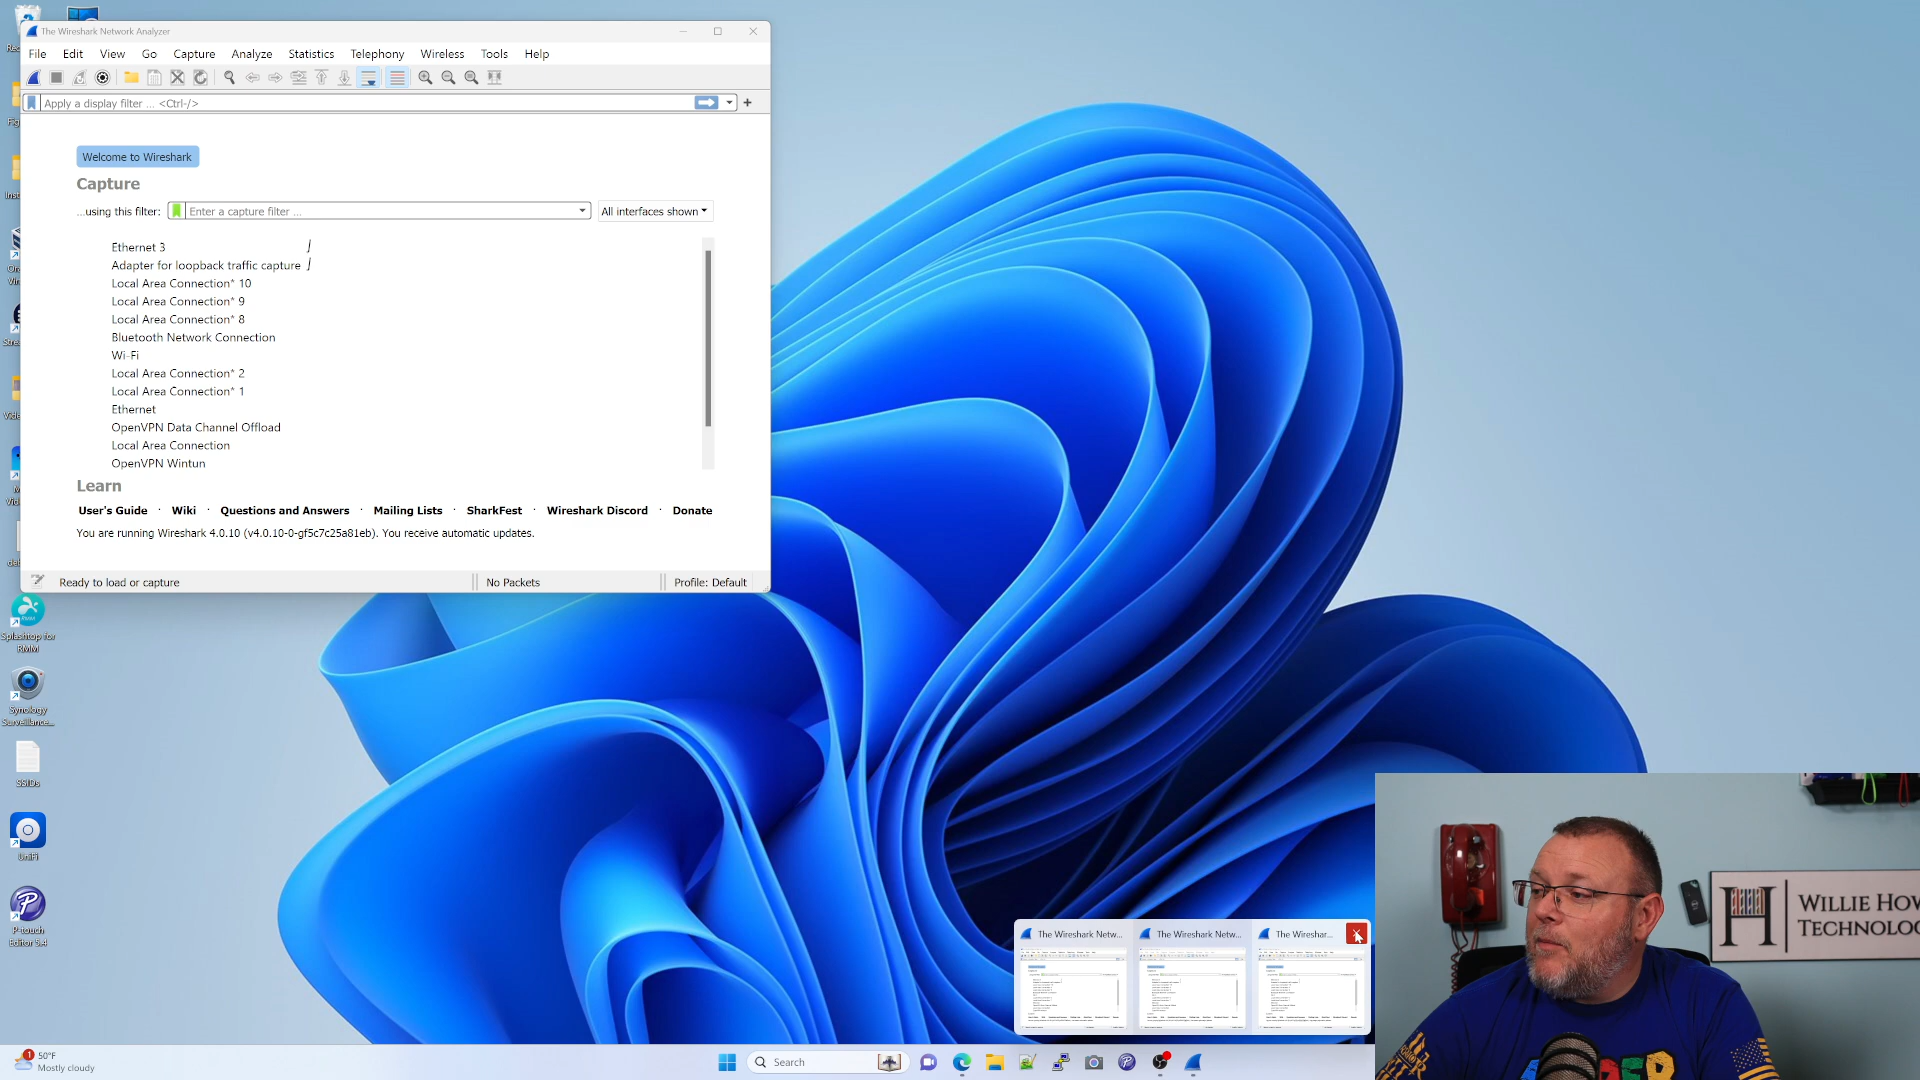 The Wireshark Network Analyzer
File Edit View Go Capture Analyze Statistics Telephony Wireless Tools Help
Apply a display filter ... <Ctrl-/>
Welcome to Wireshark
Capture
...using this filter: Enter a capture filter ... All interfaces shown
Ethernet 3
Adapter for loopback traffic capture
Local Area Connection* 10
Local Area Connection* 9
Local Area Connection* 8
Bluetooth Network Connection
Wi-Fi
Local Area Connection* 2
Local Area Connection* 1
Ethernet
OpenVPN Data Channel Offload
Local Area Connection
OpenVPN Wintun
Learn
User's Guide · Wiki · Questions and Answers · Mailing Lists · SharkFest · Wireshark Discord · Donate
You are running Wireshark 4.0.10 (v4.0.10-0-gf5c7c25a81eb). You receive automatic updates.
Ready to load or capture No Packets Profile: Default
Splashtop for
RMM
Synology
Surveillance...
SSIDs
UniFi
P-touch
Editor 5.4
The Wireshark Netw... The Wireshark Netw... The Wireshar...
WILLIE HOW
TECHNOLOG
1
50°F
Mostly cloudy
Search